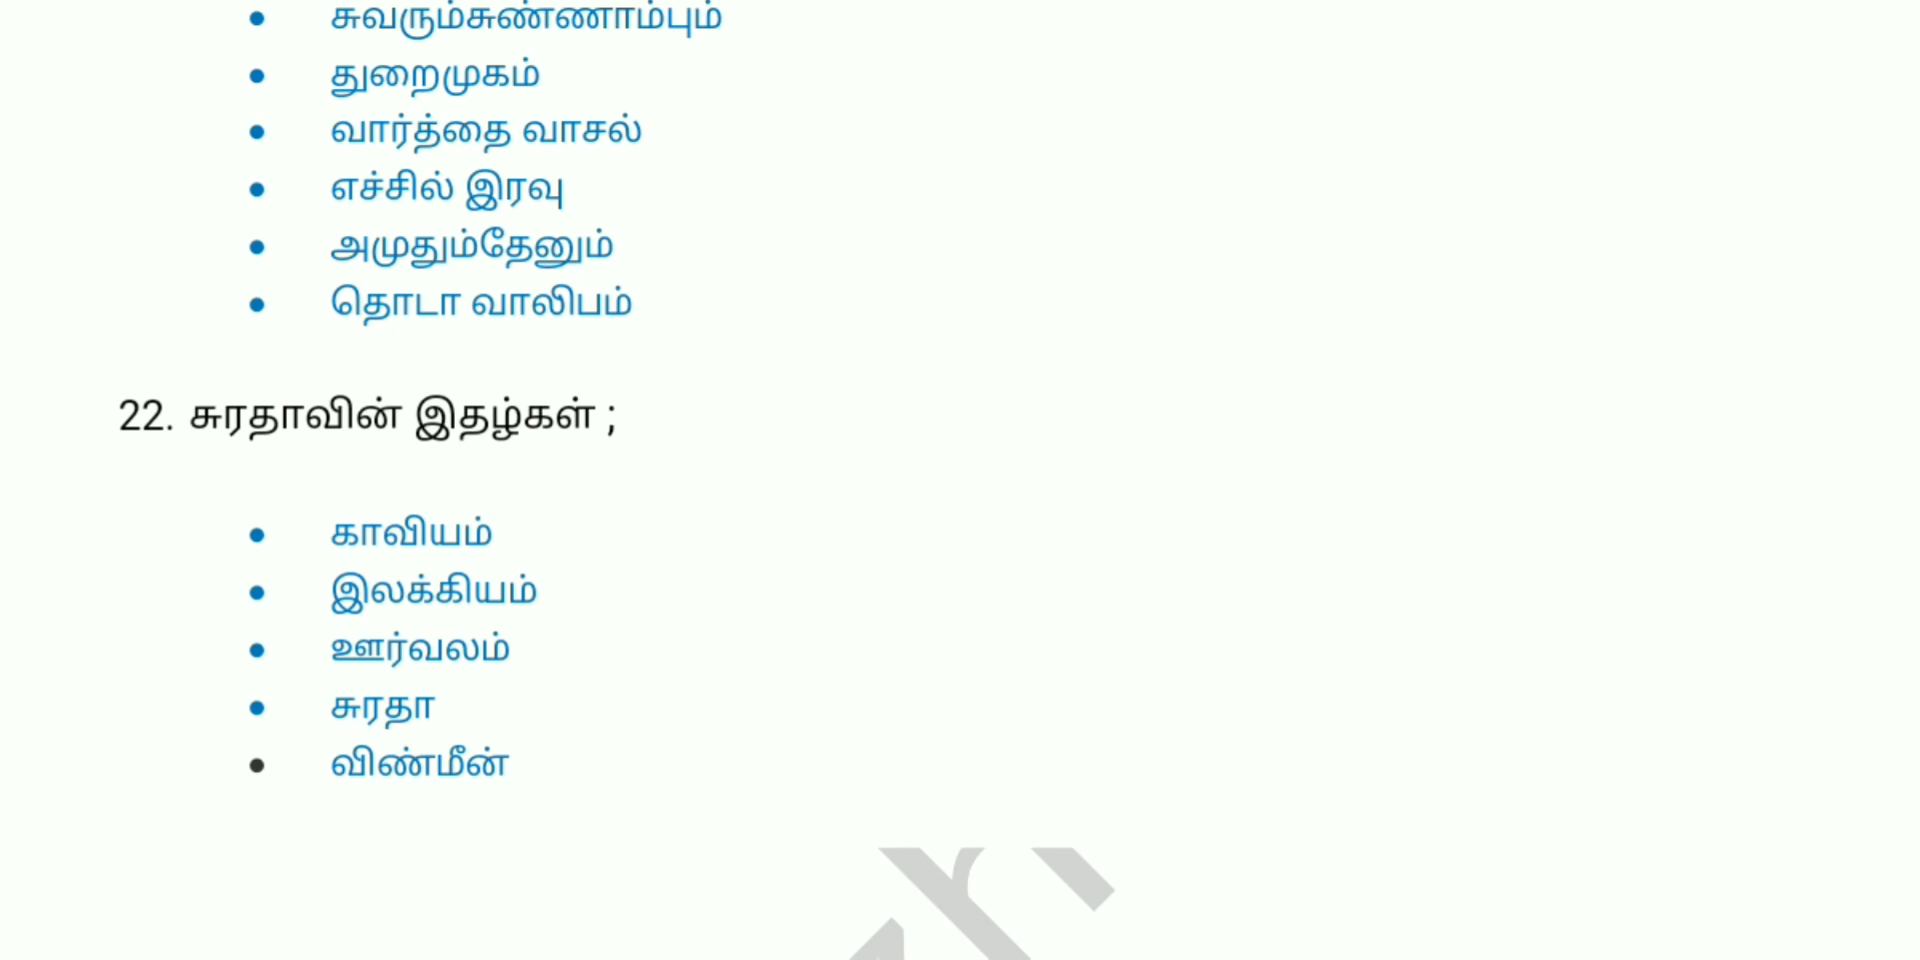 • சுவரும்சுண்ணாம்பும்
• துறைமுகம்
• வார்த்தை வாசல்
• எச்சில் இரவு
• அமுதும்தேனும்
• தொடா வாலிபம்
22. சுரதாவின் இதழ்கள் ;
• காவியம்
• இலக்கியம்
• ஊர்வலம்
• சுரதா
• விண்மீன்